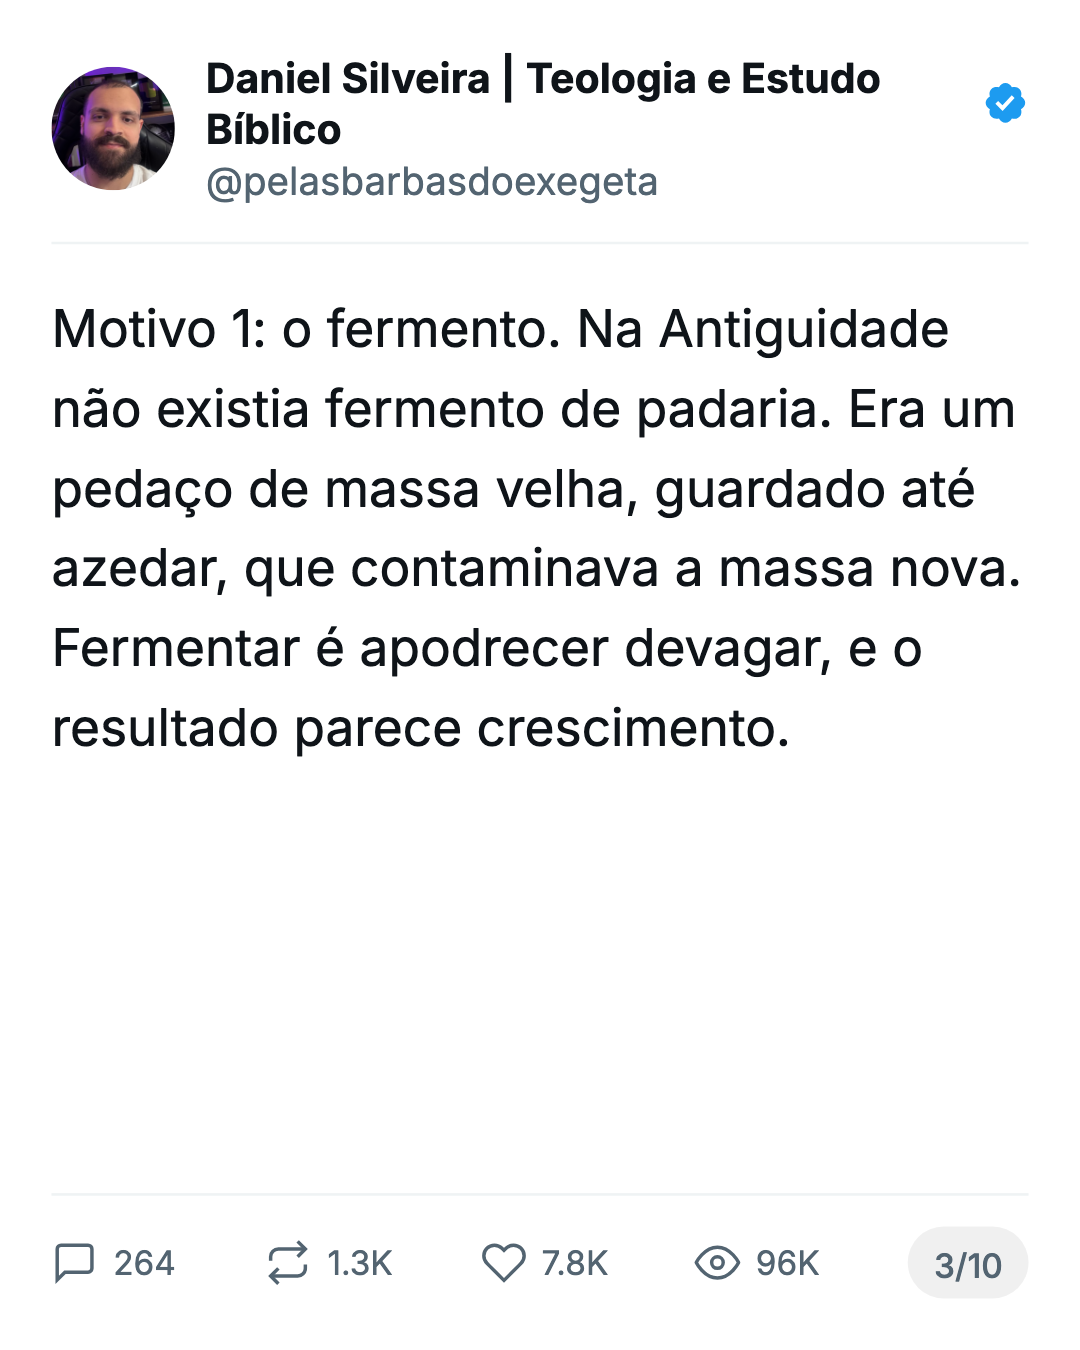 Daniel Silveira | Teologia e Estudo
Bíblico
@pelasbarbasdoexegeta
Motivo 1: o fermento. Na Antiguidade
não existia fermento de padaria. Era um
pedaço de massa velha, guardado até
azedar, que contaminava a massa nova.
Fermentar é apodrecer devagar, e o
resultado parece crescimento.
264 1.3K 7.8K 96K 3/10